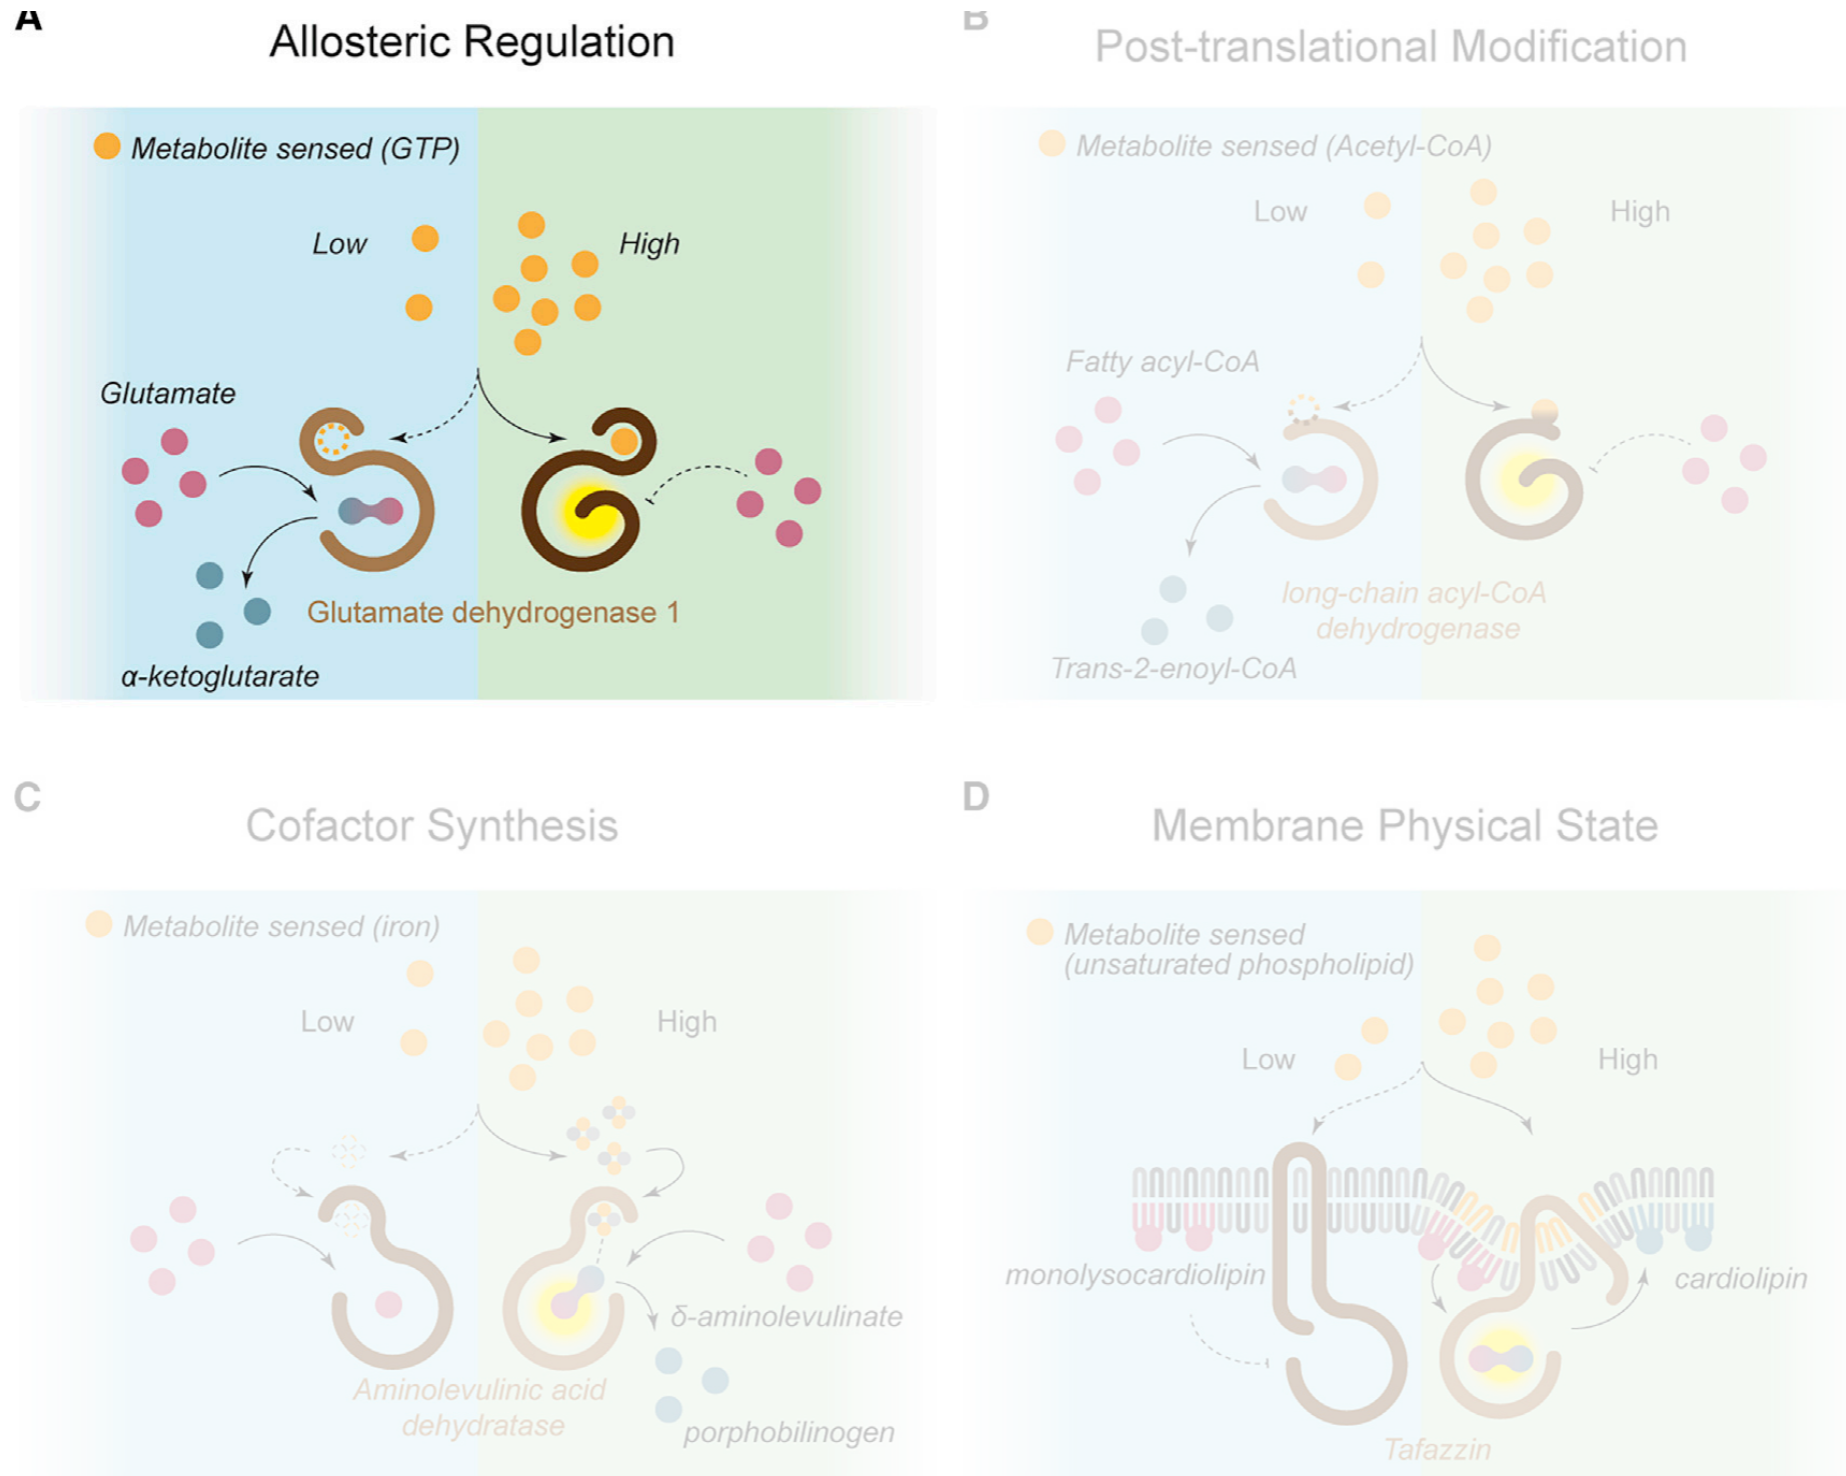 A
Allosteric Regulation
Metabolite sensed (GTP)
Low
High
Glutamate
Glutamate dehydrogenase 1
α-ketoglutarate
B
Post-translational Modification
Metabolite sensed (Acetyl-CoA)
Low
High
Fatty acyl-CoA
long-chain acyl-CoA
dehydrogenase
Trans-2-enoyl-CoA
C
Cofactor Synthesis
Metabolite sensed (iron)
Low
High
δ-aminolevulinate
Aminolevulinic acid
dehydratase
porphobilinogen
D
Membrane Physical State
Metabolite sensed
(unsaturated phospholipid)
Low
High
monolysocardiolipin
cardiolipin
Tafazzin